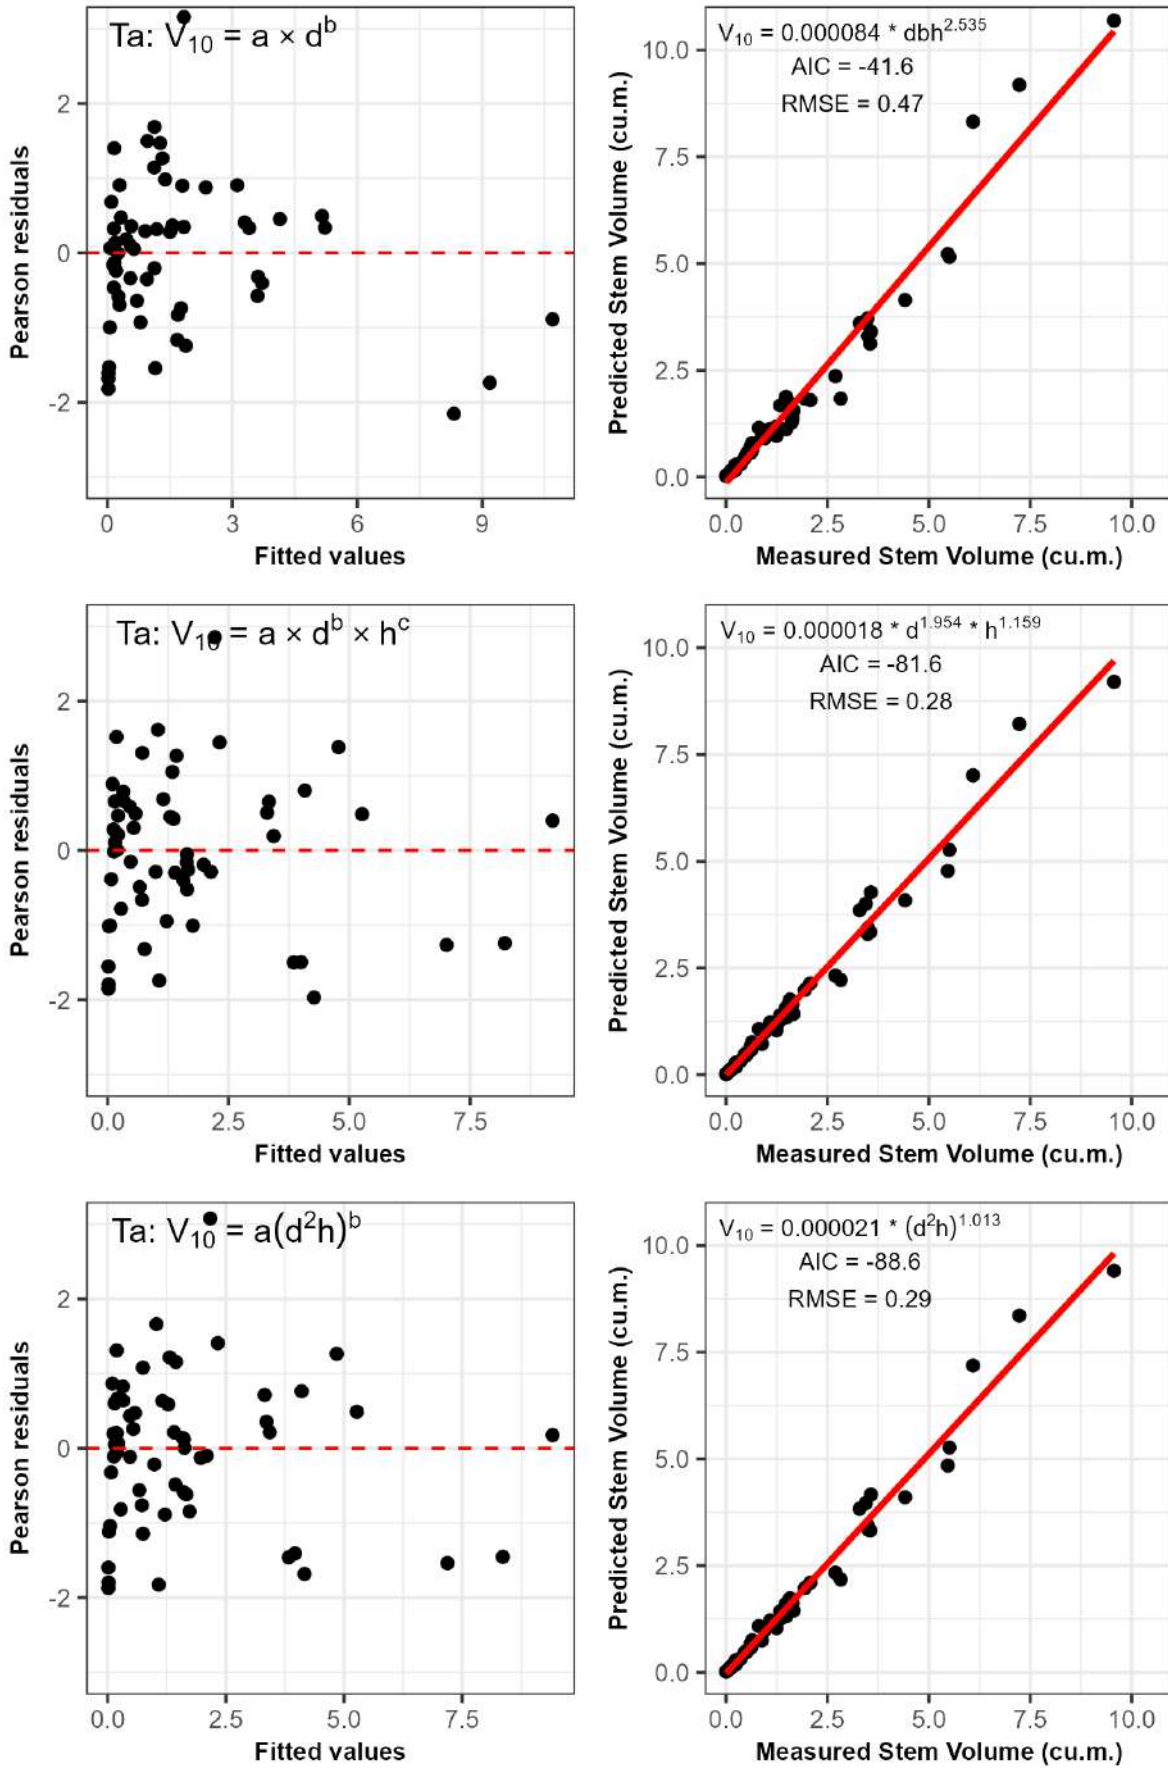 Ta: V₁₀ = a × dᵇ
Pearson residuals
2
0
-2
0 3 6 9
Fitted values
V₁₀ = 0.000084 * dbh²·⁵³⁵
AIC = -41.6
RMSE = 0.47
Predicted Stem Volume (cu.m.)
10.0
7.5
5.0
2.5
0.0
0.0 2.5 5.0 7.5 10.0
Measured Stem Volume (cu.m.)
Ta: V₁₀ = a × dᵇ × hᶜ
Pearson residuals
2
0
-2
0.0 2.5 5.0 7.5
Fitted values
V₁₀ = 0.000018 * d¹·⁹⁵⁴ * h¹·¹⁵⁹
AIC = -81.6
RMSE = 0.28
Predicted Stem Volume (cu.m.)
10.0
7.5
5.0
2.5
0.0
0.0 2.5 5.0 7.5 10.0
Measured Stem Volume (cu.m.)
Ta: V₁₀ = a(d²h)ᵇ
Pearson residuals
2
0
-2
0.0 2.5 5.0 7.5
Fitted values
V₁₀ = 0.000021 * (d²h)¹·⁰¹³
AIC = -88.6
RMSE = 0.29
Predicted Stem Volume (cu.m.)
10.0
7.5
5.0
2.5
0.0
0.0 2.5 5.0 7.5 10.0
Measured Stem Volume (cu.m.)